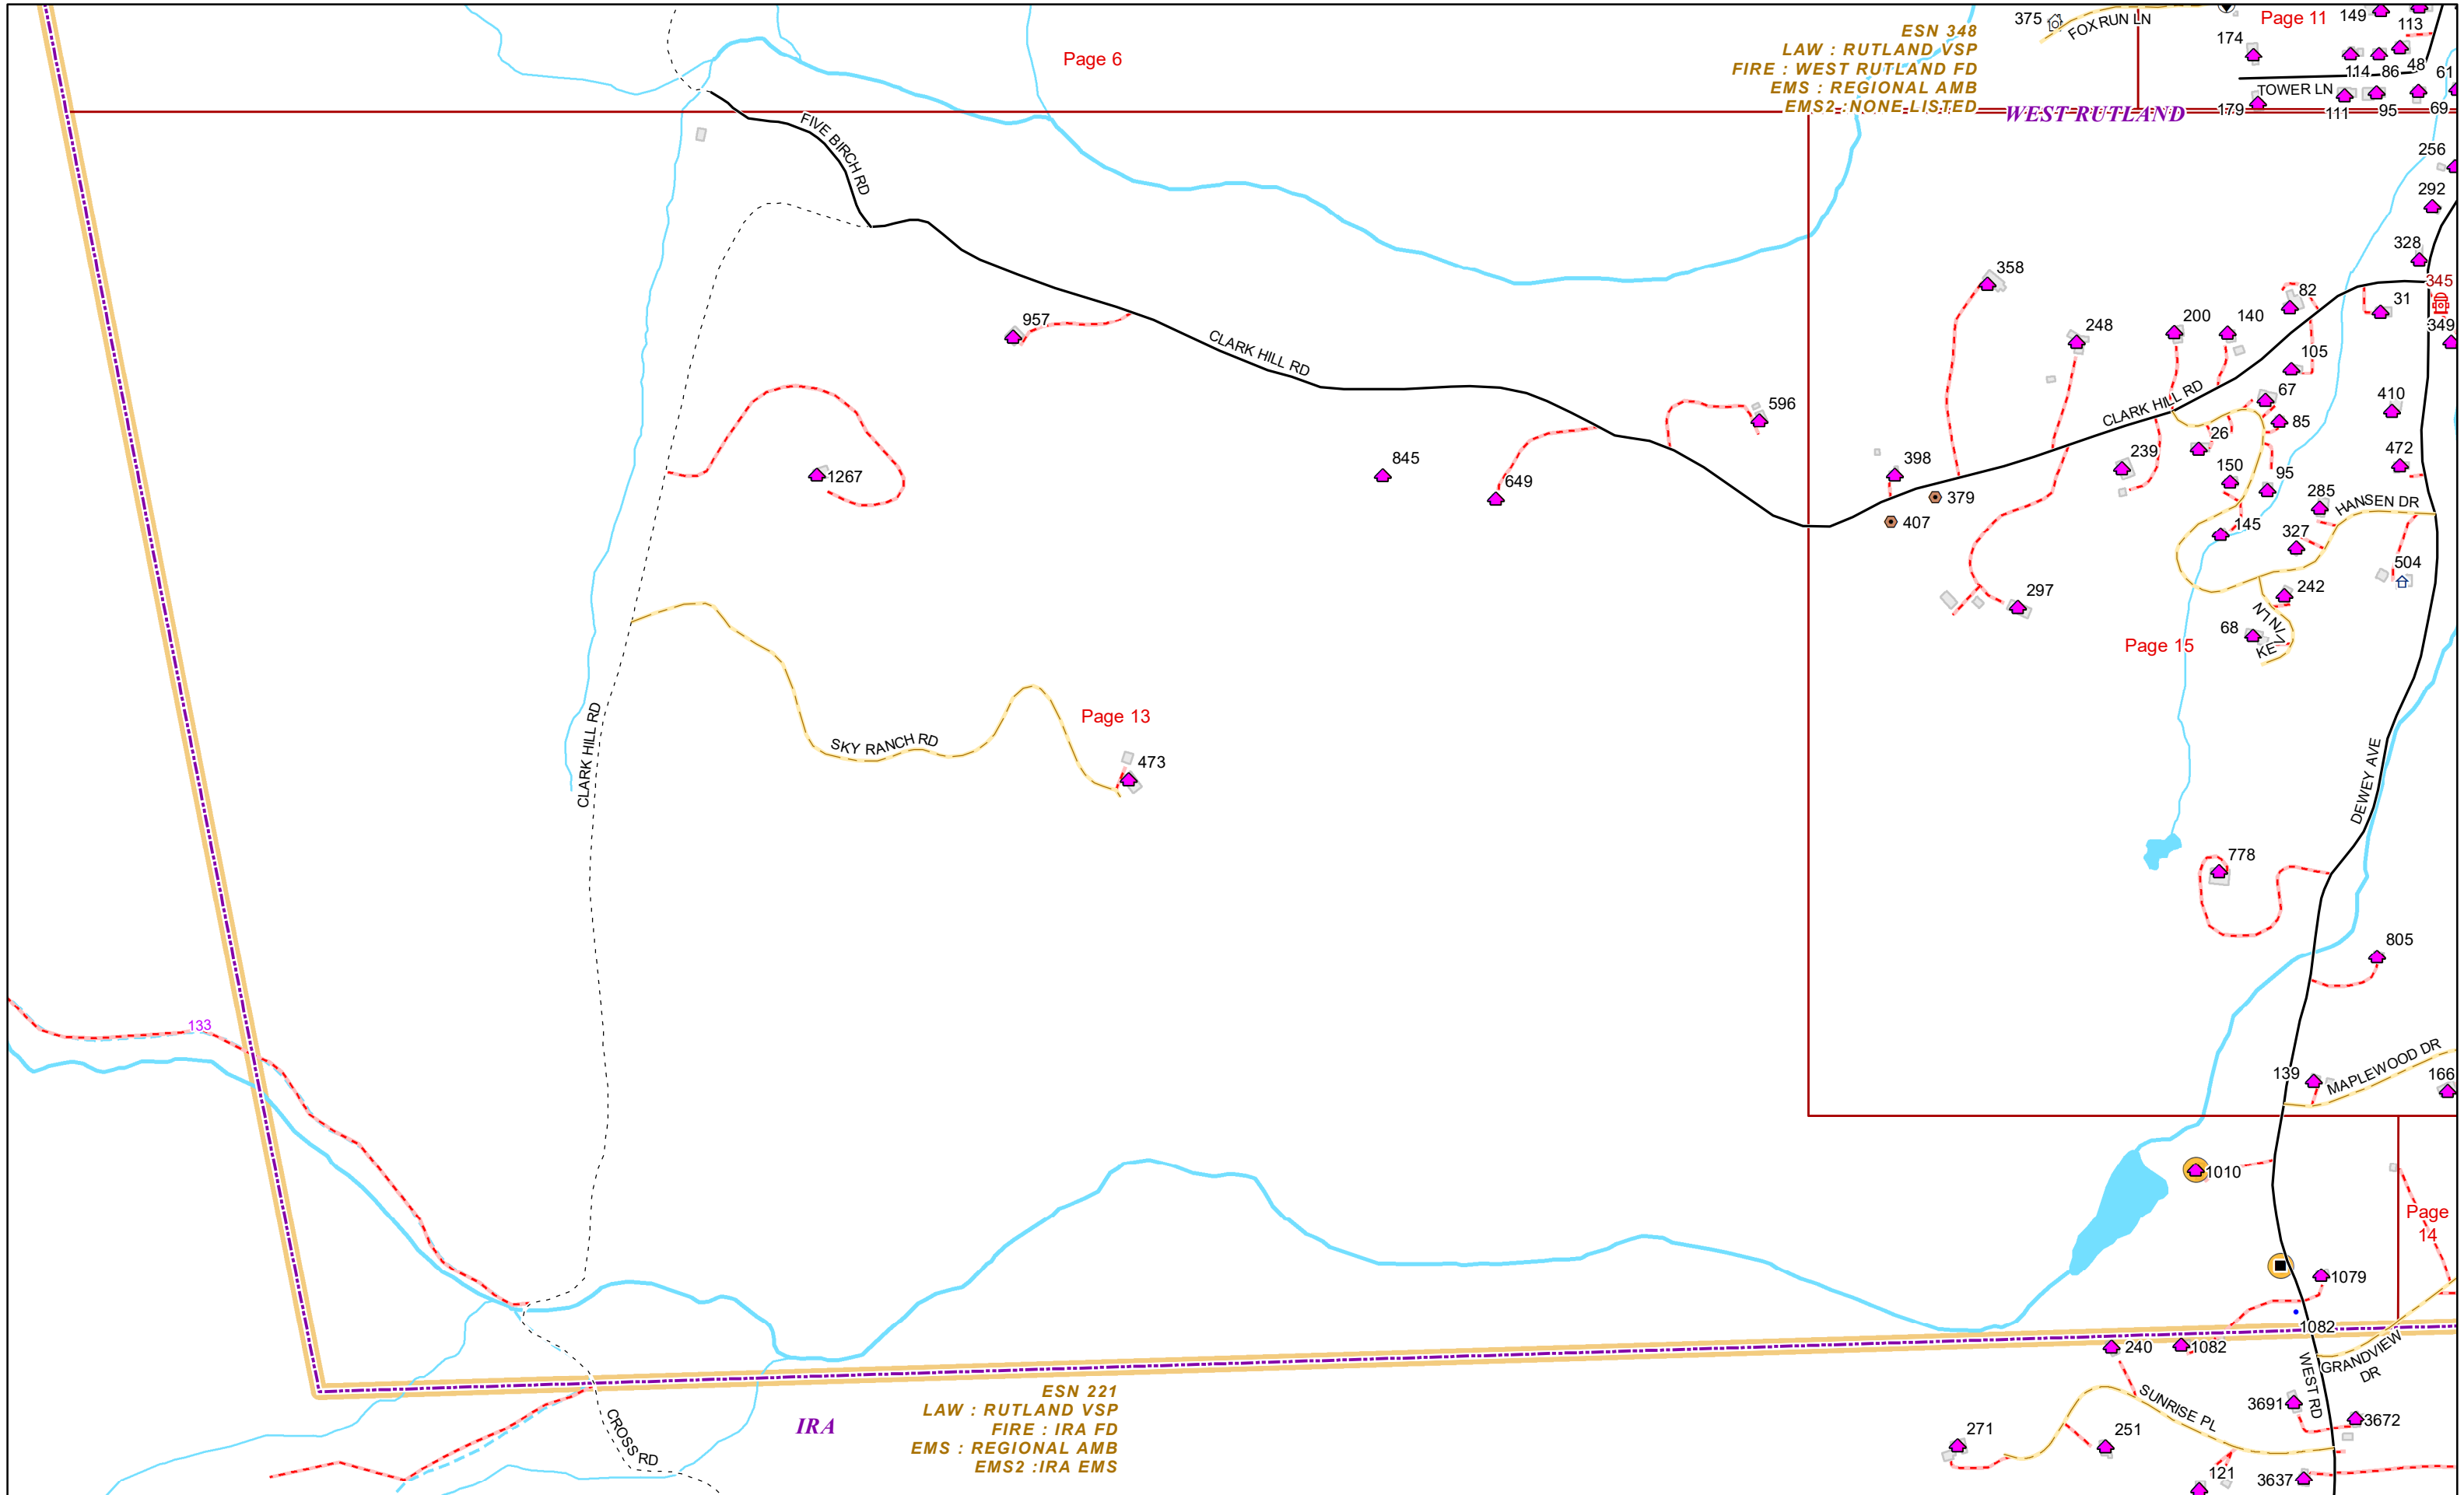 375
FOX RUN LN
Page 11
149
113
ESN 348
LAW : RUTLAND VSP
FIRE : WEST RUTLAND FD
EMS : REGIONAL AMB
EMS2 :NONE LISTED
174
Page 6
114
86
48
61
TOWER LN
WEST RUTLAND
179
111
95
69
FIVE BIRCH RD
256
292
328
358
345
82
31
957
248
200
140
349
CLARK HILL RD
105
67
CLARK HILL RD
410
596
85
26
239
472
845
398
1267
649
150
95
379
285
HANSEN DR
407
145
327
504
242
297
68
KEVIN LN
Page 15
Page 13
CLARK HILL RD
SKY RANCH RD
473
DEWEY AVE
778
805
133
139
MAPLEWOOD DR
166
1010
Page
14
1079
1082
240
1082
WEST RD
GRANDVIEW
DR
ESN 221
LAW : RUTLAND VSP
FIRE : IRA FD
EMS : REGIONAL AMB
EMS2 :IRA EMS
IRA
CROSS RD
SUNRISE PL
3691
3672
271
251
121
3637